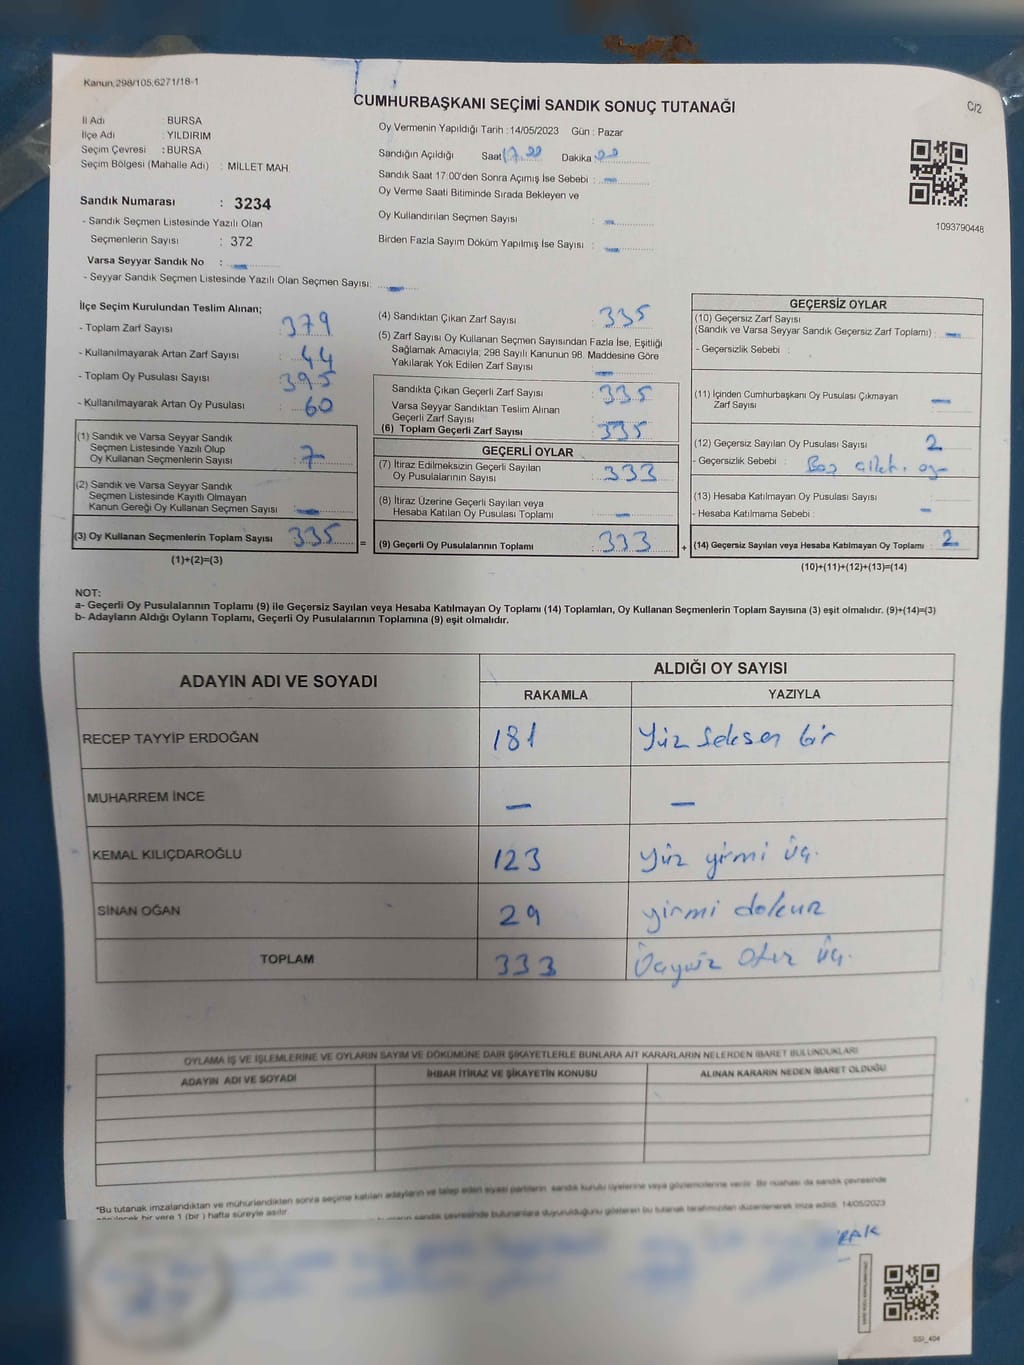 Kanun 298/105,6271/18-1
CUMHURBAŞKANI SEÇİMİ SANDIK SONUÇ TUTANAĞI
C/2
İl Adı : BURSA
İlçe Adı : YILDIRIM
Seçim Çevresi : BURSA
Seçim Bölgesi (Mahalle Adı) : MİLLET MAH.
Sandık Numarası : 3234
- Sandık Seçmen Listesinde Yazılı Olan
Seçmenlerin Sayısı : 372
Varsa Seyyar Sandık No : —
- Seyyar Sandık Seçmen Listesinde Yazılı Olan Seçmen Sayısı: —
Oy Vermenin Yapıldığı Tarih : 14/05/2023 Gün : Pazar
Sandığın Açıldığı Saat 17.00 Dakika 00
Sandık Saat 17:00'den Sonra Açımış İse Sebebi : —
Oy Verme Saati Bitiminde Sırada Bekleyen ve
Oy Kullandırılan Seçmen Sayısı : —
Birden Fazla Sayım Döküm Yapılmış İse Sayısı : —
1093790448
İlçe Seçim Kurulundan Teslim Alınan;
- Toplam Zarf Sayısı : 379
- Kullanılmayarak Artan Zarf Sayısı : 44
- Toplam Oy Pusulası Sayısı : 395
- Kullanılmayarak Artan Oy Pusulası : 60
(1) Sandık ve Varsa Seyyar Sandık
Seçmen Listesinde Yazılı Olup
Oy Kullanan Seçmenlerin Sayısı : 7
(2) Sandık ve Varsa Seyyar Sandık
Seçmen Listesinde Kayıtlı Olmayan
Kanun Gereği Oy Kullanan Seçmen Sayısı : —
(3) Oy Kullanan Seçmenlerin Toplam Sayısı : 335 =
(1)+(2)=(3)
(4) Sandıktan Çıkan Zarf Sayısı : 335
(5) Zarf Sayısı Oy Kullanan Seçmen Sayısından Fazla İse, Eşitliği
Sağlamak Amacıyla; 298 Sayılı Kanunun 98. Maddesine Göre
Yakılarak Yok Edilen Zarf Sayısı : —
Sandıkta Çıkan Geçerli Zarf Sayısı : 335
Varsa Seyyar Sandıktan Teslim Alınan
Geçerli Zarf Sayısı :
(6) Toplam Geçerli Zarf Sayısı : 335
GEÇERLİ OYLAR
(7) İtiraz Edilmeksizin Geçerli Sayılan
Oy Pusulalarının Sayısı : 333
(8) İtiraz Üzerine Geçerli Sayılan veya
Hesaba Katılan Oy Pusulası Toplamı : —
(9) Geçerli Oy Pusulalarının Toplamı : 333 +
GEÇERSİZ OYLAR
(10) Geçersiz Zarf Sayısı
(Sandık ve Varsa Seyyar Sandık Geçersiz Zarf Toplamı) : —
- Geçersizlik Sebebi :
(11) İçinden Cumhurbaşkanı Oy Pusulası Çıkmayan
Zarf Sayısı : —
(12) Geçersiz Sayılan Oy Pusulası Sayısı : 2
- Geçersizlik Sebebi :
(13) Hesaba Katılmayan Oy Pusulası Sayısı :
- Hesaba Katılmama Sebebi : —
(14) Geçersiz Sayılan veya Hesaba Katılmayan Oy Toplamı : 2
(10)+(11)+(12)+(13)=(14)
NOT:
a- Geçerli Oy Pusulalarının Toplamı (9) ile Geçersiz Sayılan veya Hesaba Katılmayan Oy Toplamı (14) Toplamları, Oy Kullanan Seçmenlerin Toplam Sayısına (3) eşit olmalıdır. (9)+(14)=(3)
b- Adayların Aldığı Oyların Toplamı, Geçerli Oy Pusulalarının Toplamına (9) eşit olmalıdır.
ADAYIN ADI VE SOYADI ALDIĞI OY SAYISI
RAKAMLA YAZIYLA
RECEP TAYYİP ERDOĞAN 181 Yüz seksen bir
MUHARREM İNCE — —
KEMAL KILIÇDAROĞLU 123 Yüz yirmi üç.
SİNAN OĞAN 29 yirmi dokuz
TOPLAM 333 Üçyüz otuz üç.
OYLAMA İŞ VE İŞLEMLERİNE VE OYLARIN SAYIM VE DÖKÜMÜNE DAİR ŞİKAYETLERLE BUNLARA AİT KARARLARIN NELERDEN İBARET BULUNDUKLARI
ADAYIN ADI VE SOYADI İHBAR İTİRAZ VE ŞİKAYETİN KONUSU ALINAN KARARIN NEDEN İBARET OLDUĞU
*Bu tutanak imzalandıktan ve mühürlendikten sonra seçime katılan adayların ve talep eden siyasi partilerin sandık kurulu üyelerine veya gözlemcilerine verilir. Bir nüshası da sandık çevresinde
görülecek bir yere 1 (bir) hafta süreyle asılır.
sandık çevresinde bulunanlara duyurulduğunu gösteren bu tutanak tarafımızdan düzenlenerek imza edildi. 14/05/2023
SSI_404